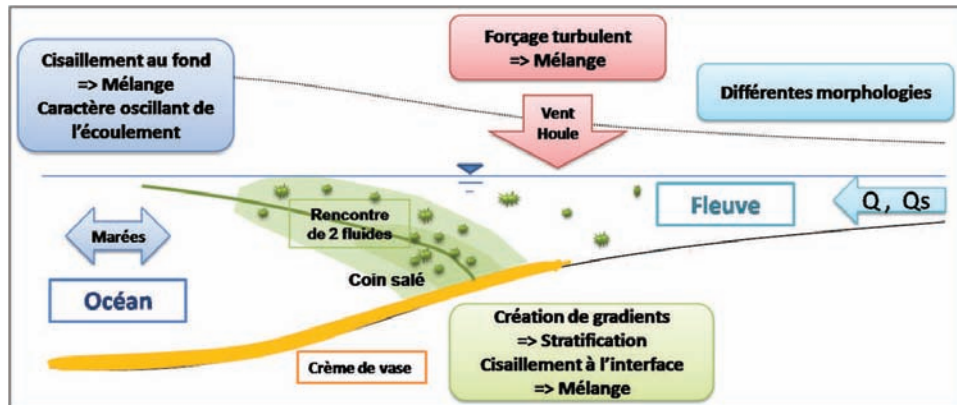 Cisaillement au fond
=> Mélange
Caractère oscillant de
l'écoulement
Forçage turbulent
=> Mélange
Différentes morphologies
Vent
Houle
Marées
Rencontre
de 2 fluides
Fleuve
Q , Qs
Coin salé
Océan
Crème de vase
Création de gradients
=> Stratification
Cisaillement à l'interface
=> Mélange